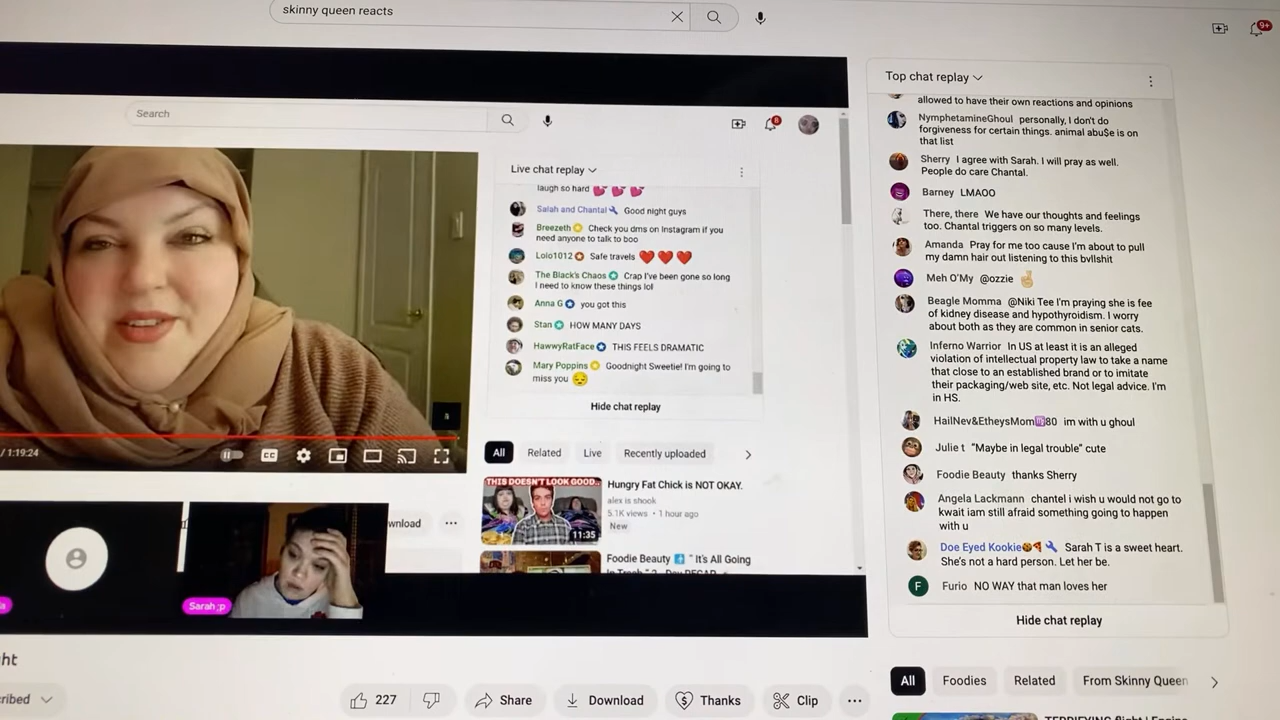 skinny queen reacts
9+
Search
8
Live chat replay
laugh so hard
Salah and Chantal Good night guys
Breezeth Check you dms on Instagram if you
need anyone to talk to boo
Lolo1012 Safe travels
The Black's Chaos Crap I've been gone so long
I need to know these things lol
Anna G you got this
Stan HOW MANY DAYS
HawwyRatFace THIS FEELS DRAMATIC
Mary Poppins Goodnight Sweetie! I'm going to
miss you
Hide chat replay
/ 1:19:24
CC
All Related Live Recently uploaded
THIS DOESN'T LOOK GOOD..
11:35
Hungry Fat Chick is NOT OKAY.
alex is shook
5.1K views • 1 hour ago
New
Foodie Beauty " It's All Going
wnload
Sarah ;p
Top chat replay
allowed to have their own reactions and opinions
NymphetamineGhoul personally, I don't do
forgiveness for certain things. animal abu$e is on
that list
Sherry I agree with Sarah. I will pray as well.
People do care Chantal.
Barney LMAOO
There, there We have our thoughts and feelings
too. Chantal triggers on so many levels.
Amanda Pray for me too cause I'm about to pull
my damn hair out listening to this bvllshit
Meh O'My @ozzie
Beagle Momma @Niki Tee I'm praying she is fee
of kidney disease and hypothyroidism. I worry
about both as they are common in senior cats.
Inferno Warrior In US at least it is an alleged
violation of intellectual property law to take a name
that close to an established brand or to imitate
their packaging/web site, etc. Not legal advice. I'm
in HS.
HailNev&EtheysMom♍80 im with u ghoul
Julie t "Maybe in legal trouble" cute
Foodie Beauty thanks Sherry
Angela Lackmann chantel i wish u would not go to
kwait iam still afraid something going to happen
with u
Doe Eyed Kookie Sarah T is a sweet heart.
She's not a hard person. Let her be.
F Furio NO WAY that man loves her
Hide chat replay
ht
cribed
227 Share Download Thanks Clip
All Foodies Related From Skinny Queen